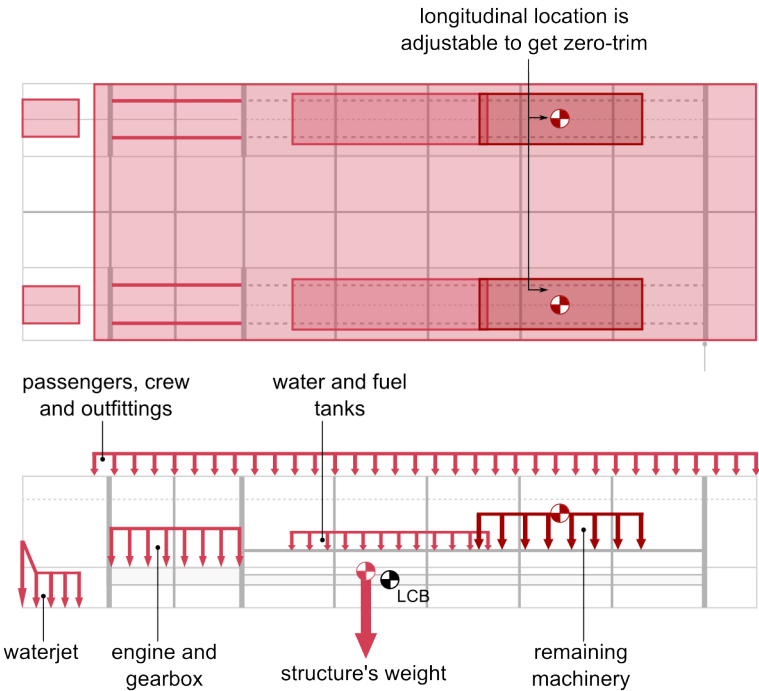 longitudinal location is
adjustable to get zero-trim
passengers, crew
and outfittings
water and fuel
tanks
LCB
waterjet
engine and
gearbox
structure's weight
remaining
machinery